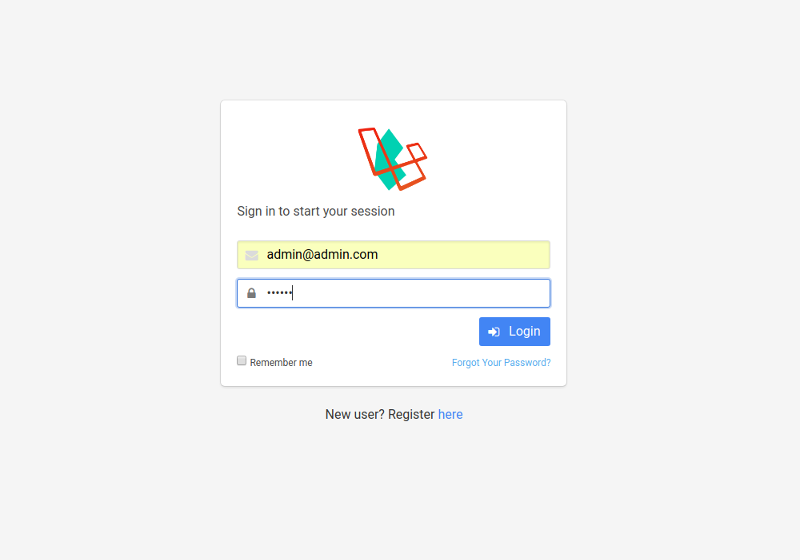 Sign in to start your session
admin@admin.com
••••••
Login
Remember me
Forgot Your Password?
New user? Register here